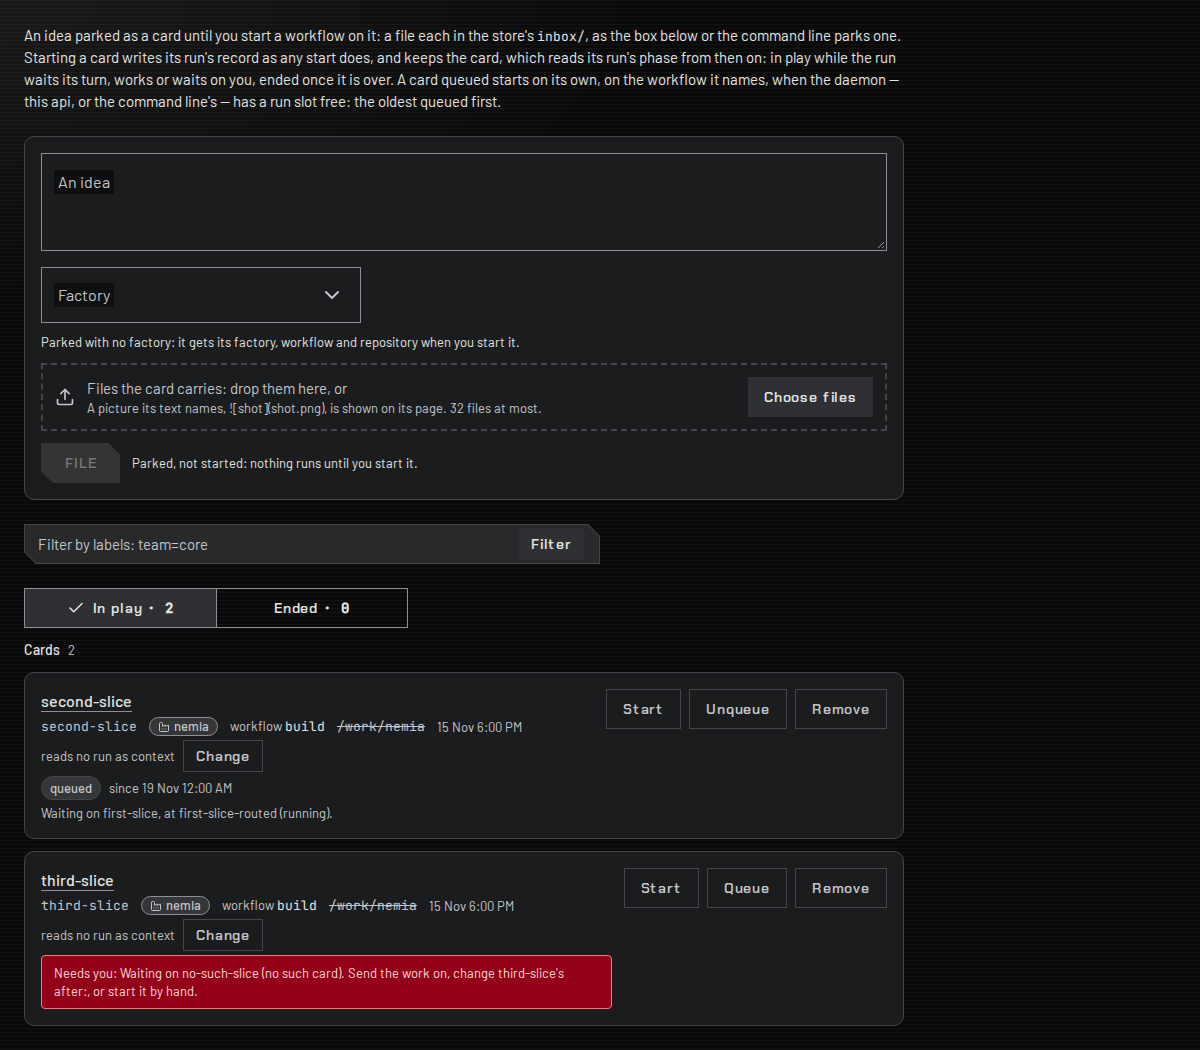 An idea parked as a card until you start a workflow on it: a file each in the store's inbox/, as the box below or the command line parks one.
Starting a card writes its run's record as any start does, and keeps the card, which reads its run's phase from then on: in play while the run
waits its turn, works or waits on you, ended once it is over. A card queued starts on its own, on the workflow it names, when the daemon —
this api, or the command line's — has a run slot free: the oldest queued first.
An idea
Factory
Parked with no factory: it gets its factory, workflow and repository when you start it.
Files the card carries: drop them here, or
A picture its text names, ![shot](shot.png), is shown on its page. 32 files at most.
Choose files
FILE
Parked, not started: nothing runs until you start it.
Filter by labels: team=core
Filter
In play • 2
Ended • 0
Cards 2
second-slice
Start
Unqueue
Remove
second-slice nemla workflow build /work/nemia 15 Nov 6:00 PM
reads no run as context Change
queued since 19 Nov 12:00 AM
Waiting on first-slice, at first-slice-routed (running).
third-slice
Start
Queue
Remove
third-slice nemla workflow build /work/nemia 15 Nov 6:00 PM
reads no run as context Change
Needs you: Waiting on no-such-slice (no such card). Send the work on, change third-slice's
after:, or start it by hand.